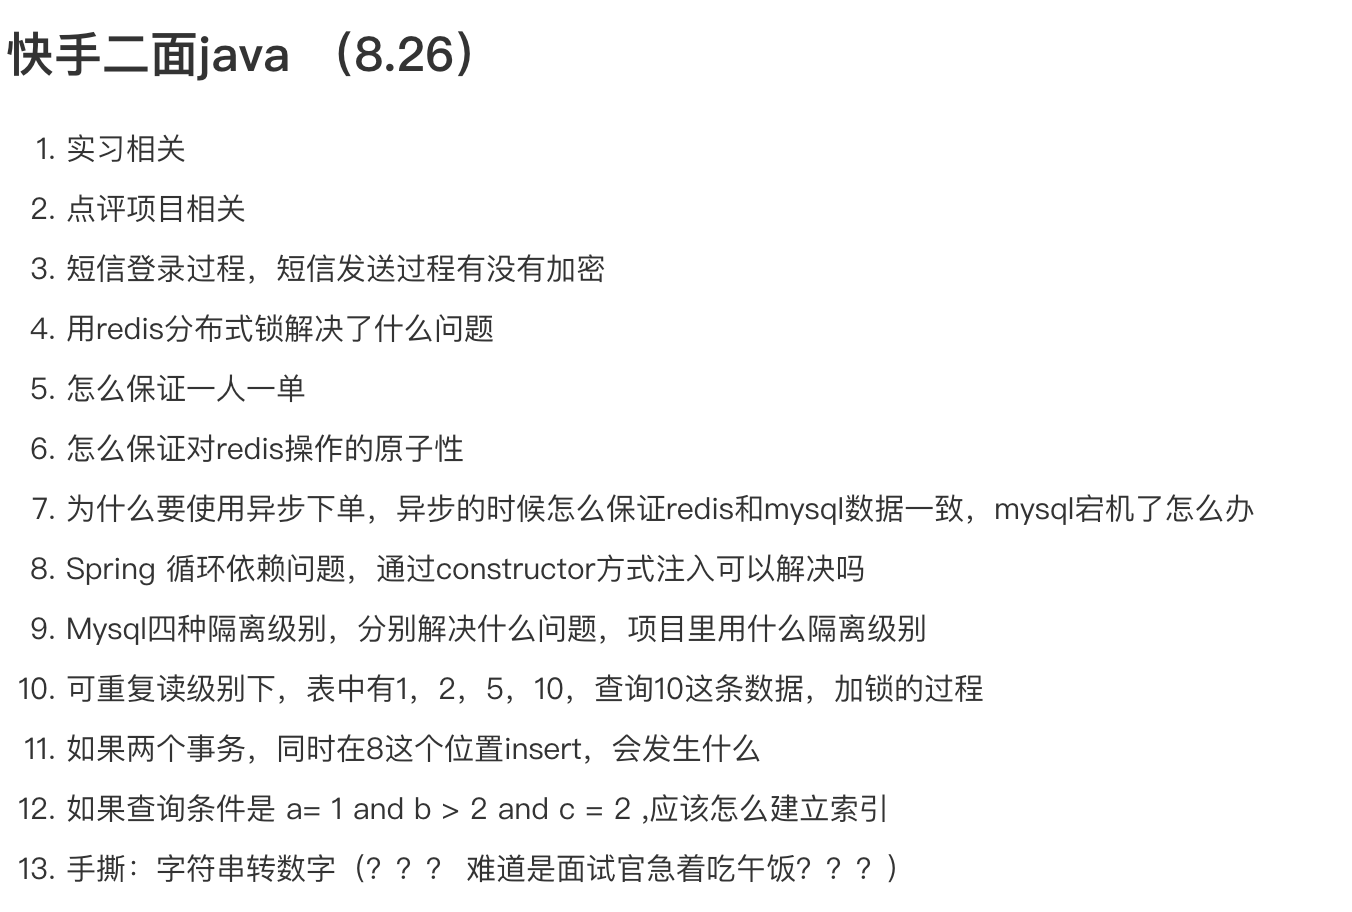 快手二面java （8.26）
1. 实习相关
2. 点评项目相关
3. 短信登录过程，短信发送过程有没有加密
4. 用redis分布式锁解决了什么问题
5. 怎么保证一人一单
6. 怎么保证对redis操作的原子性
7. 为什么要使用异步下单，异步的时候怎么保证redis和mysql数据一致，mysql宕机了怎么办
8. Spring 循环依赖问题，通过constructor方式注入可以解决吗
9. Mysql四种隔离级别，分别解决什么问题，项目里用什么隔离级别
10. 可重复读级别下，表中有1，2，5，10，查询10这条数据，加锁的过程
11. 如果两个事务，同时在8这个位置insert，会发生什么
12. 如果查询条件是 a= 1 and b > 2 and c = 2 ,应该怎么建立索引
13. 手撕：字符串转数字（？？？ 难道是面试官急着吃午饭？？？）